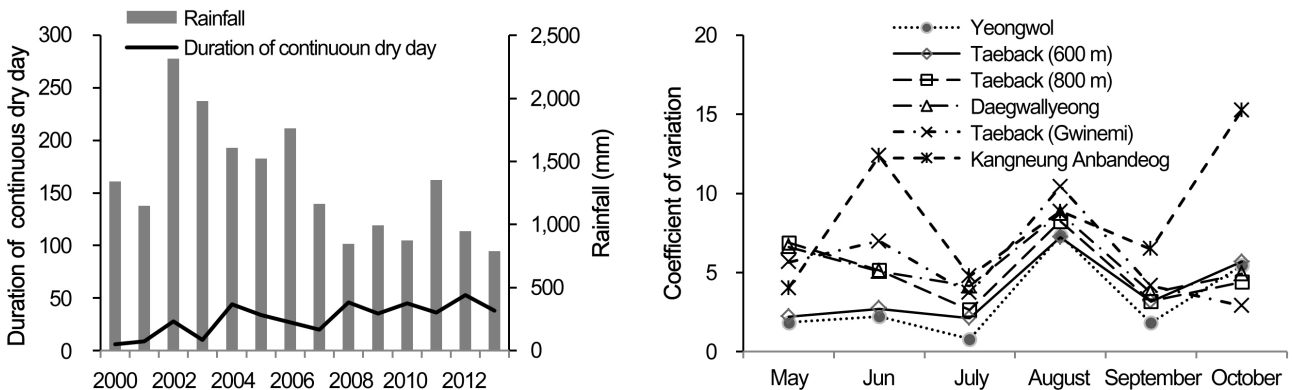 Rainfall
Duration of continuoun dry day
Duration of continuous dry day
300
250
200
150
100
50
0
2,500
2,000
1,500
1,000
500
0
Rainfall (mm)
2000 2002 2004 2006 2008 2010 2012
Yeongwol
Taeback (600 m)
Taeback (800 m)
Daegwallyeong
Taeback (Gwinemi)
Kangneung Anbandeog
Coefficient of variation
20
15
10
5
0
May Jun July August September October